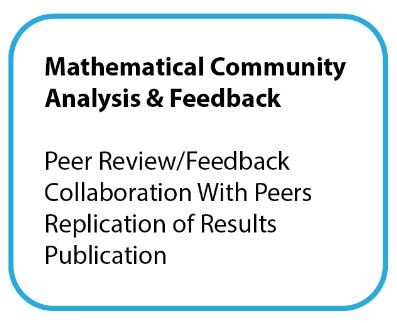 Mathematical Community
Analysis & Feedback
Peer Review/Feedback
Collaboration With Peers
Replication of Results
Publication